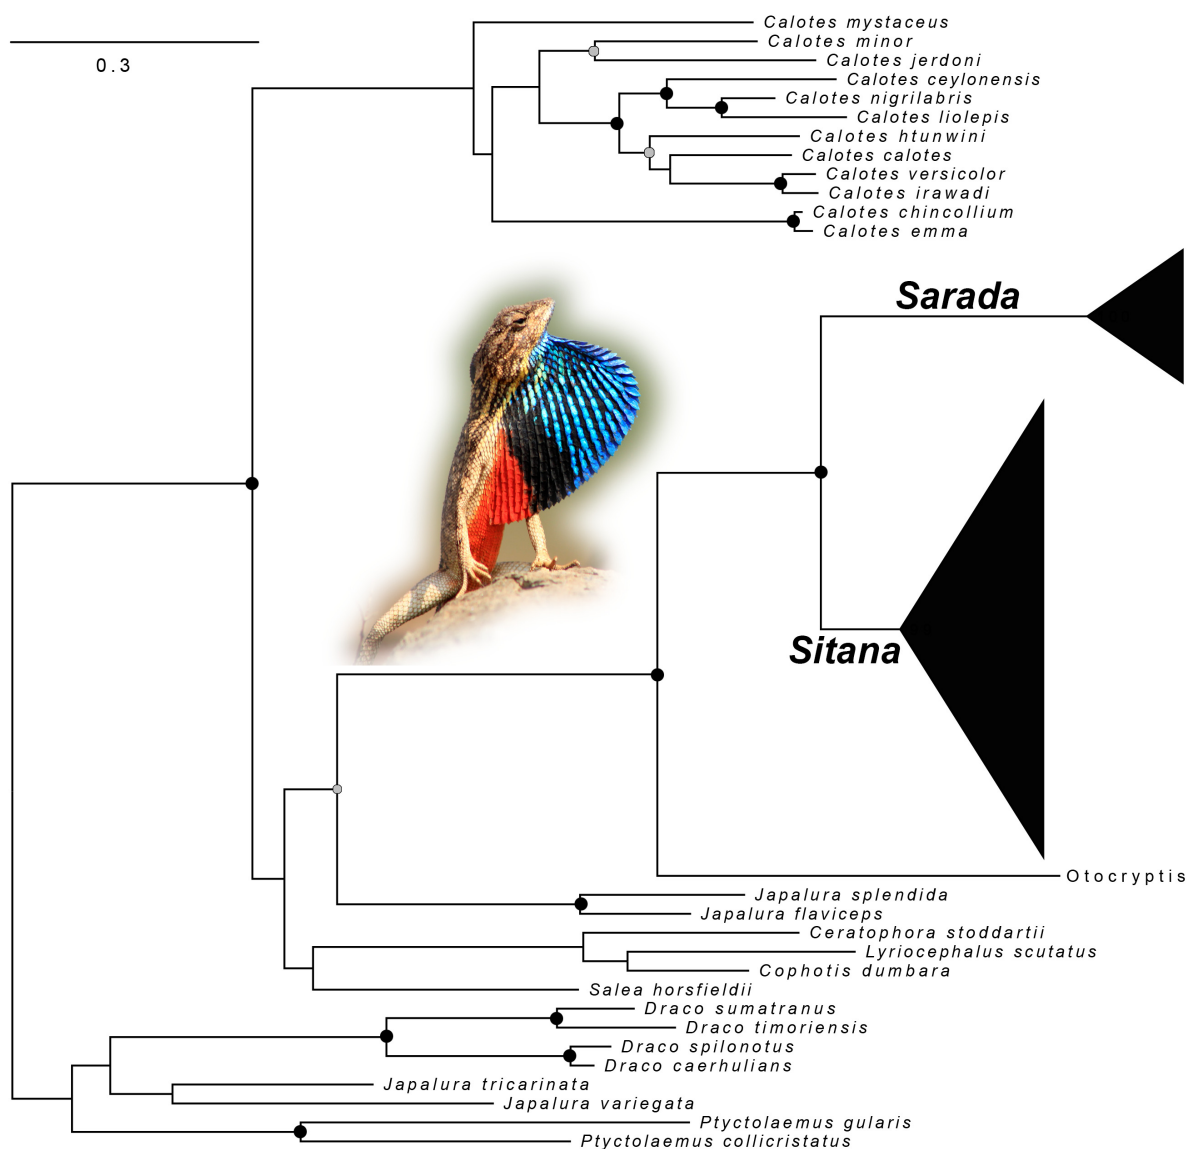 Calotes mystaceus
0.3
Calotes minor
Calotes jerdoni
Calotes ceylonensis
Calotes nigrilabris
Calotes liolepis
Calotes htunwini
Calotes calotes
Calotes versicolor
Calotes irawadi
Calotes chincollium
Calotes emma
Sarada
Sitana
Otocryptis
Japalura splendida
Japalura flaviceps
Ceratophora stoddartii
Lyriocephalus scutatus
Cophotis dumbara
Salea horsfieldii
Draco sumatranus
Draco timoriensis
Draco spilonotus
Draco caerhulians
Japalura tricarinata
Japalura variegata
Ptyctolaemus gularis
Ptyctolaemus collicristatus